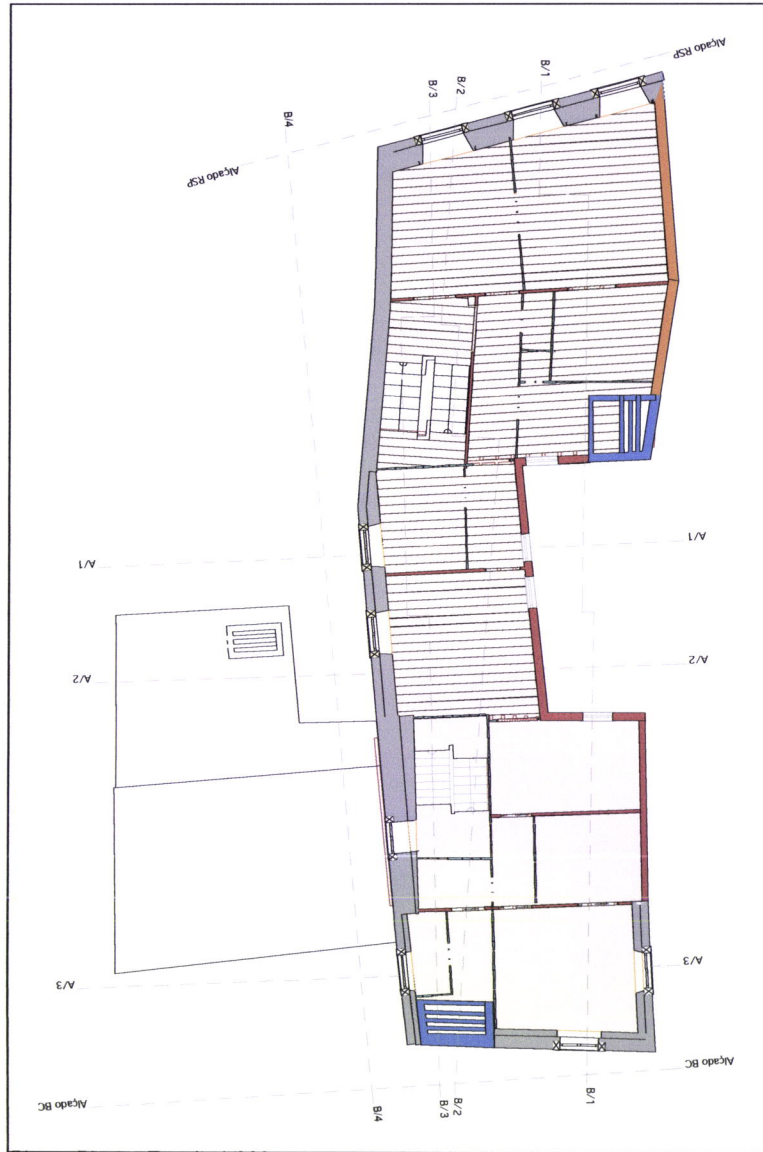 Alçado RSP
B/1
B/2
B/3
B/4
Alçado RSP
A/1
A/1
A/2
A/2
A/3
A/3
Alçado BC
Alçado BC
B/1
B/2
B/3
B/4